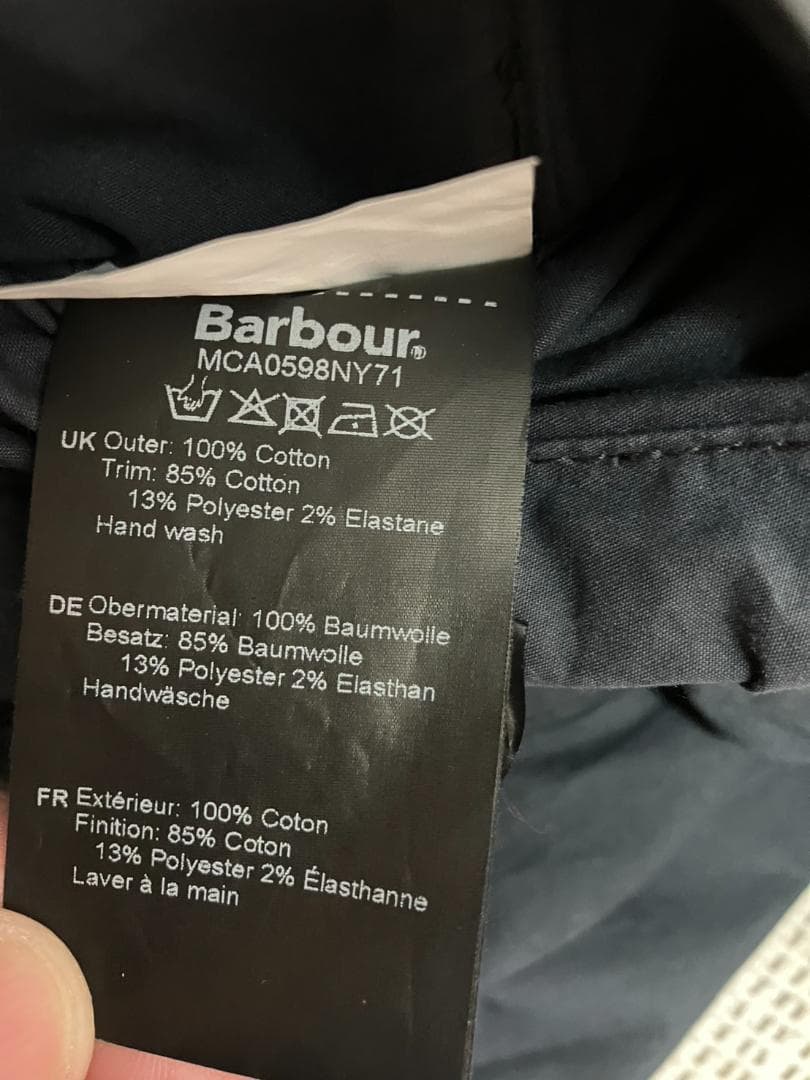 Barbour®
MCA0598NY71
UK Outer: 100% Cotton
Trim: 85% Cotton
13% Polyester 2% Elastane
Hand wash
DE Obermaterial: 100% Baumwolle
Besatz: 85% Baumwolle
13% Polyester 2% Elasthan
Handwäsche
FR Extérieur: 100% Coton
Finition: 85% Coton
13% Polyester 2% Élasthanne
Laver à la main